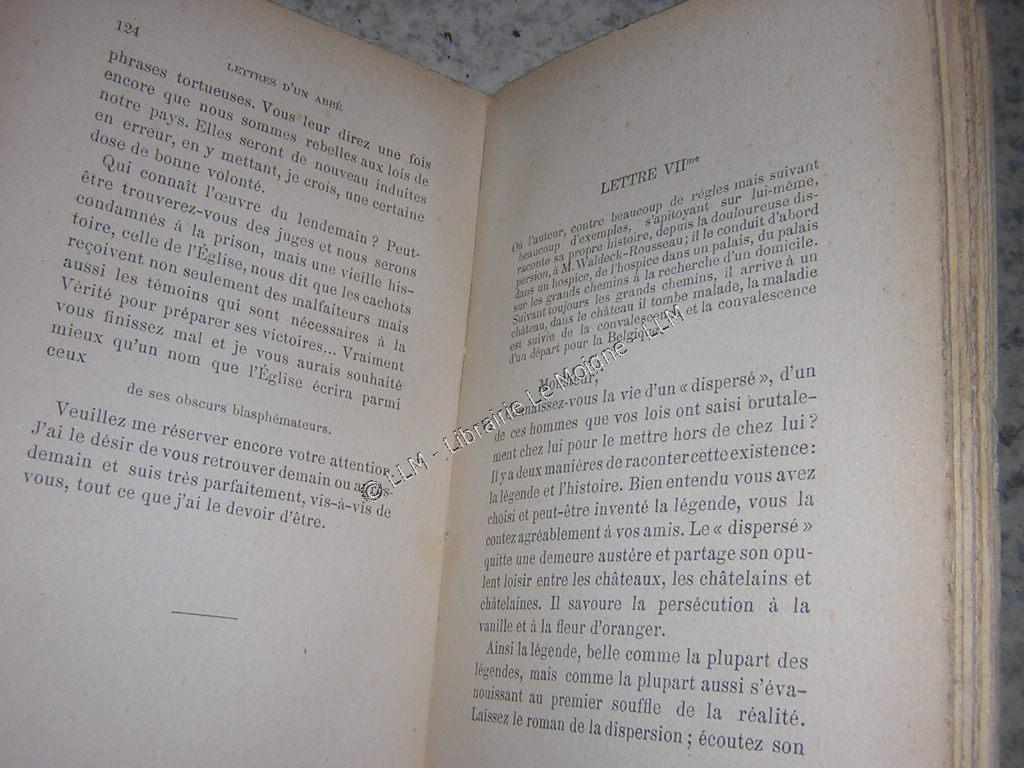 124
LETTRES D'UN ABBÉ
phrases tortueuses. Vous leur direz une fois
encore que nous sommes rebelles aux lois de
notre pays. Elles seront de nouveau induites
en erreur, en y mettant, je crois, une certaine
dose de bonne volonté.
Qui connaît l'œuvre du lendemain ? Peut-
être trouverez-vous des juges et nous serons
condamnés à la prison, mais une vieille his-
toire, celle de l'Église, nous dit que les cachots
reçoivent non seulement des malfaiteurs mais
aussi les témoins qui sont nécessaires à la
Vérité pour préparer ses victoires... Vraiment
vous finissez mal et je vous aurais souhaité
mieux qu'un nom que l'Église écrira parmi
ceux
de ses obscurs blasphémateurs.
Veuillez me réserver encore votre attention.
J'ai le désir de vous retrouver demain ou après-
demain et suis très parfaitement, vis-à-vis de
vous, tout ce que j'ai le devoir d'être.
LETTRE VIIme
Où l'auteur, contre beaucoup de règles mais suivant
beaucoup d'exemples, s'apitoyant sur lui-même,
raconte sa propre histoire, depuis la douloureuse dis-
persion, à M. Waldeck-Rousseau; il le conduit d'abord
dans un hospice, de l'hospice dans un palais, du palais
sur les grands chemins à la recherche d'un domicile.
Suivant toujours les grands chemins, il arrive à un
château, dans le château il tombe malade, la maladie
est suivie de la convalescence et la convalescence
d'un départ pour la Belgique.
Monsieur,
Connaissez-vous la vie d'un « dispersé », d'un
de ces hommes que vos lois ont saisi brutale-
ment chez lui pour le mettre hors de chez lui ?
Il y a deux manières de raconter cette existence :
la légende et l'histoire. Bien entendu vous avez
choisi et peut-être inventé la légende, vous la
contez agréablement à vos amis. Le « dispersé »
quitte une demeure austère et partage son opu-
lent loisir entre les châteaux, les châtelains et
châtelaines. Il savoure la persécution à la
vanille et à la fleur d'oranger.
Ainsi la légende, belle comme la plupart des
légendes, mais comme la plupart aussi s'éva-
nouissant au premier souffle de la réalité.
Laissez le roman de la dispersion ; écoutez son
© LLM - Librairie Le Moigne - LLM